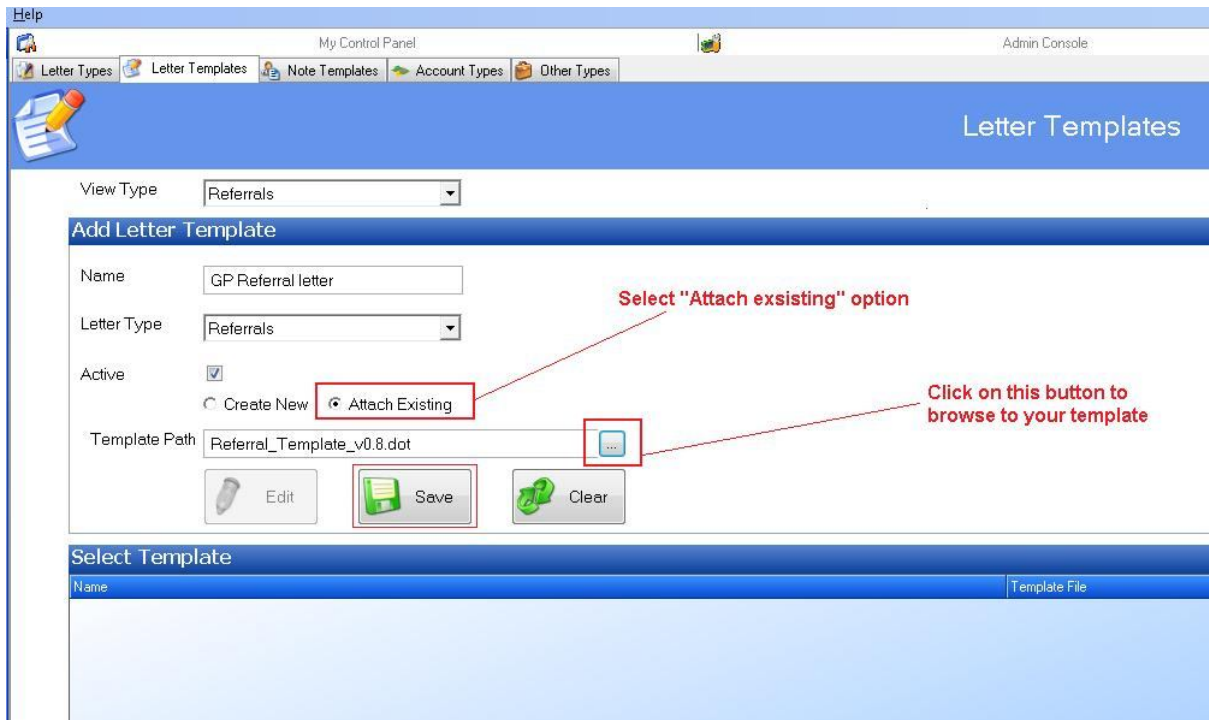 Help
My Control Panel
Admin Console
Letter Types
Letter Templates
Note Templates
Account Types
Other Types
Letter Templates
View Type
Referrals
Add Letter Template
Name
GP Referral letter
Select "Attach exsisting" option
Letter Type
Referrals
Active
Create New
Attach Existing
Click on this button to
browse to your template
Template Path
Referral_Template_v0.8.dot
...
Edit
Save
Clear
Select Template
Name
Template File